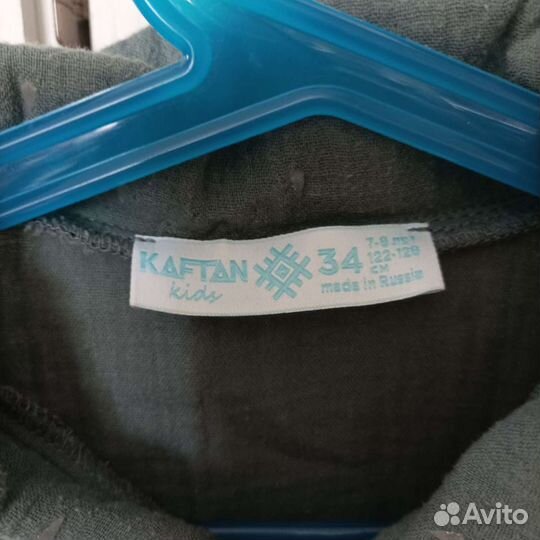 KAFTAN
kids
34
7-8 лет
122-128
СМ
made in Russia
Avito